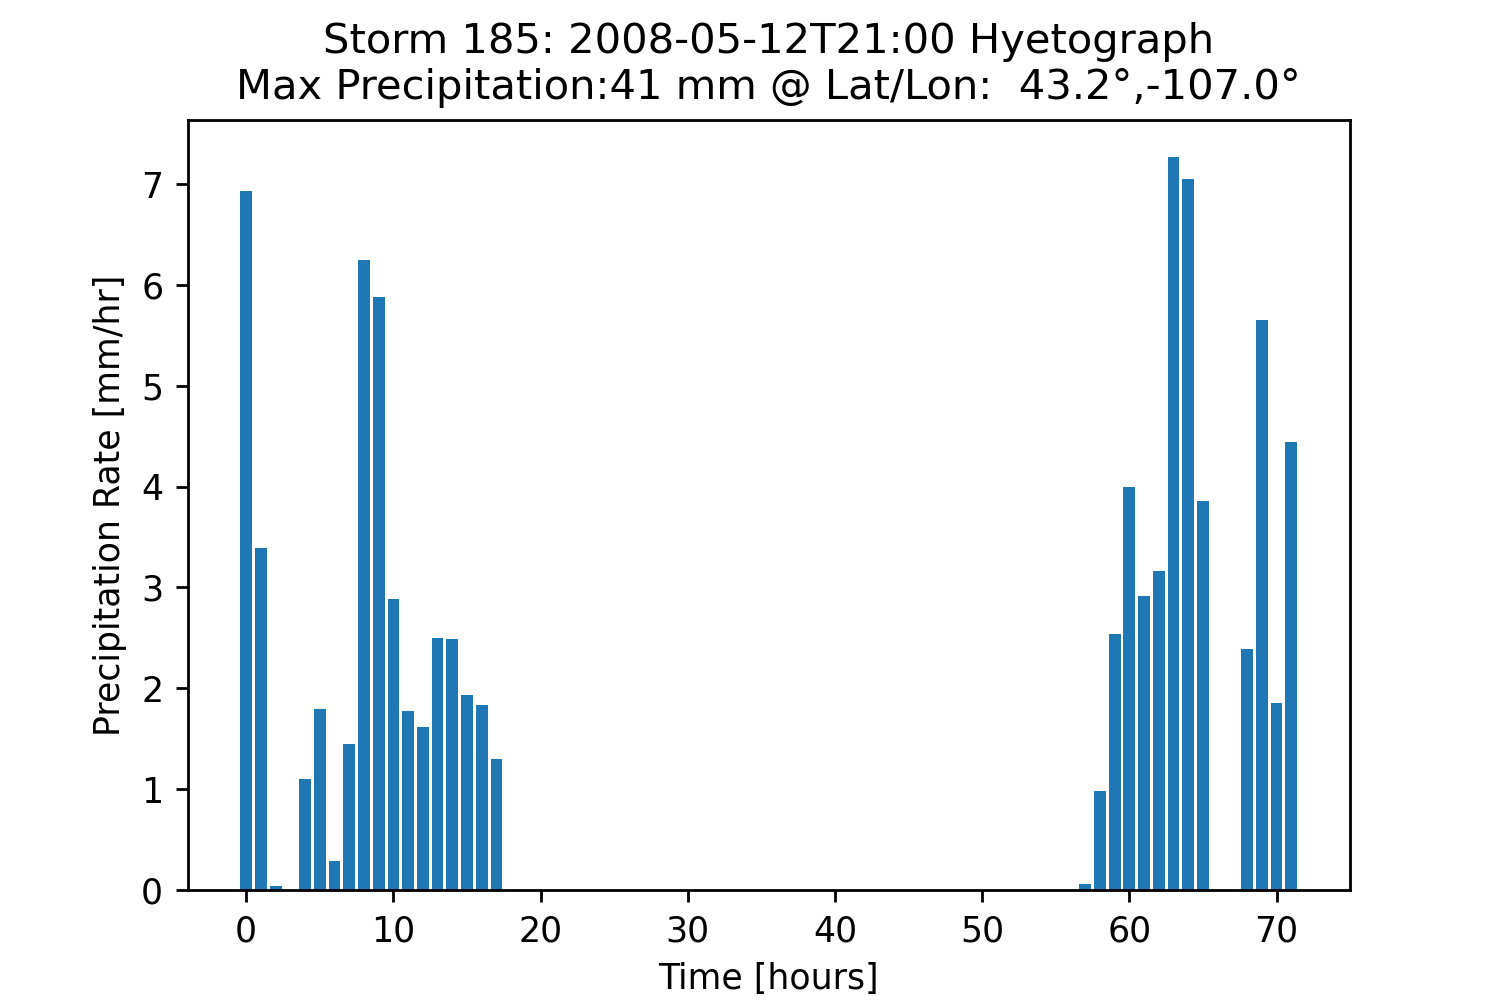 Storm 185: 2008-05-12T21:00 Hyetograph
Max Precipitation:41 mm @ Lat/Lon:  43.2°,-107.0°
Precipitation Rate [mm/hr]
7
6
5
4
3
2
1
0
0 10 20 30 40 50 60 70
Time [hours]